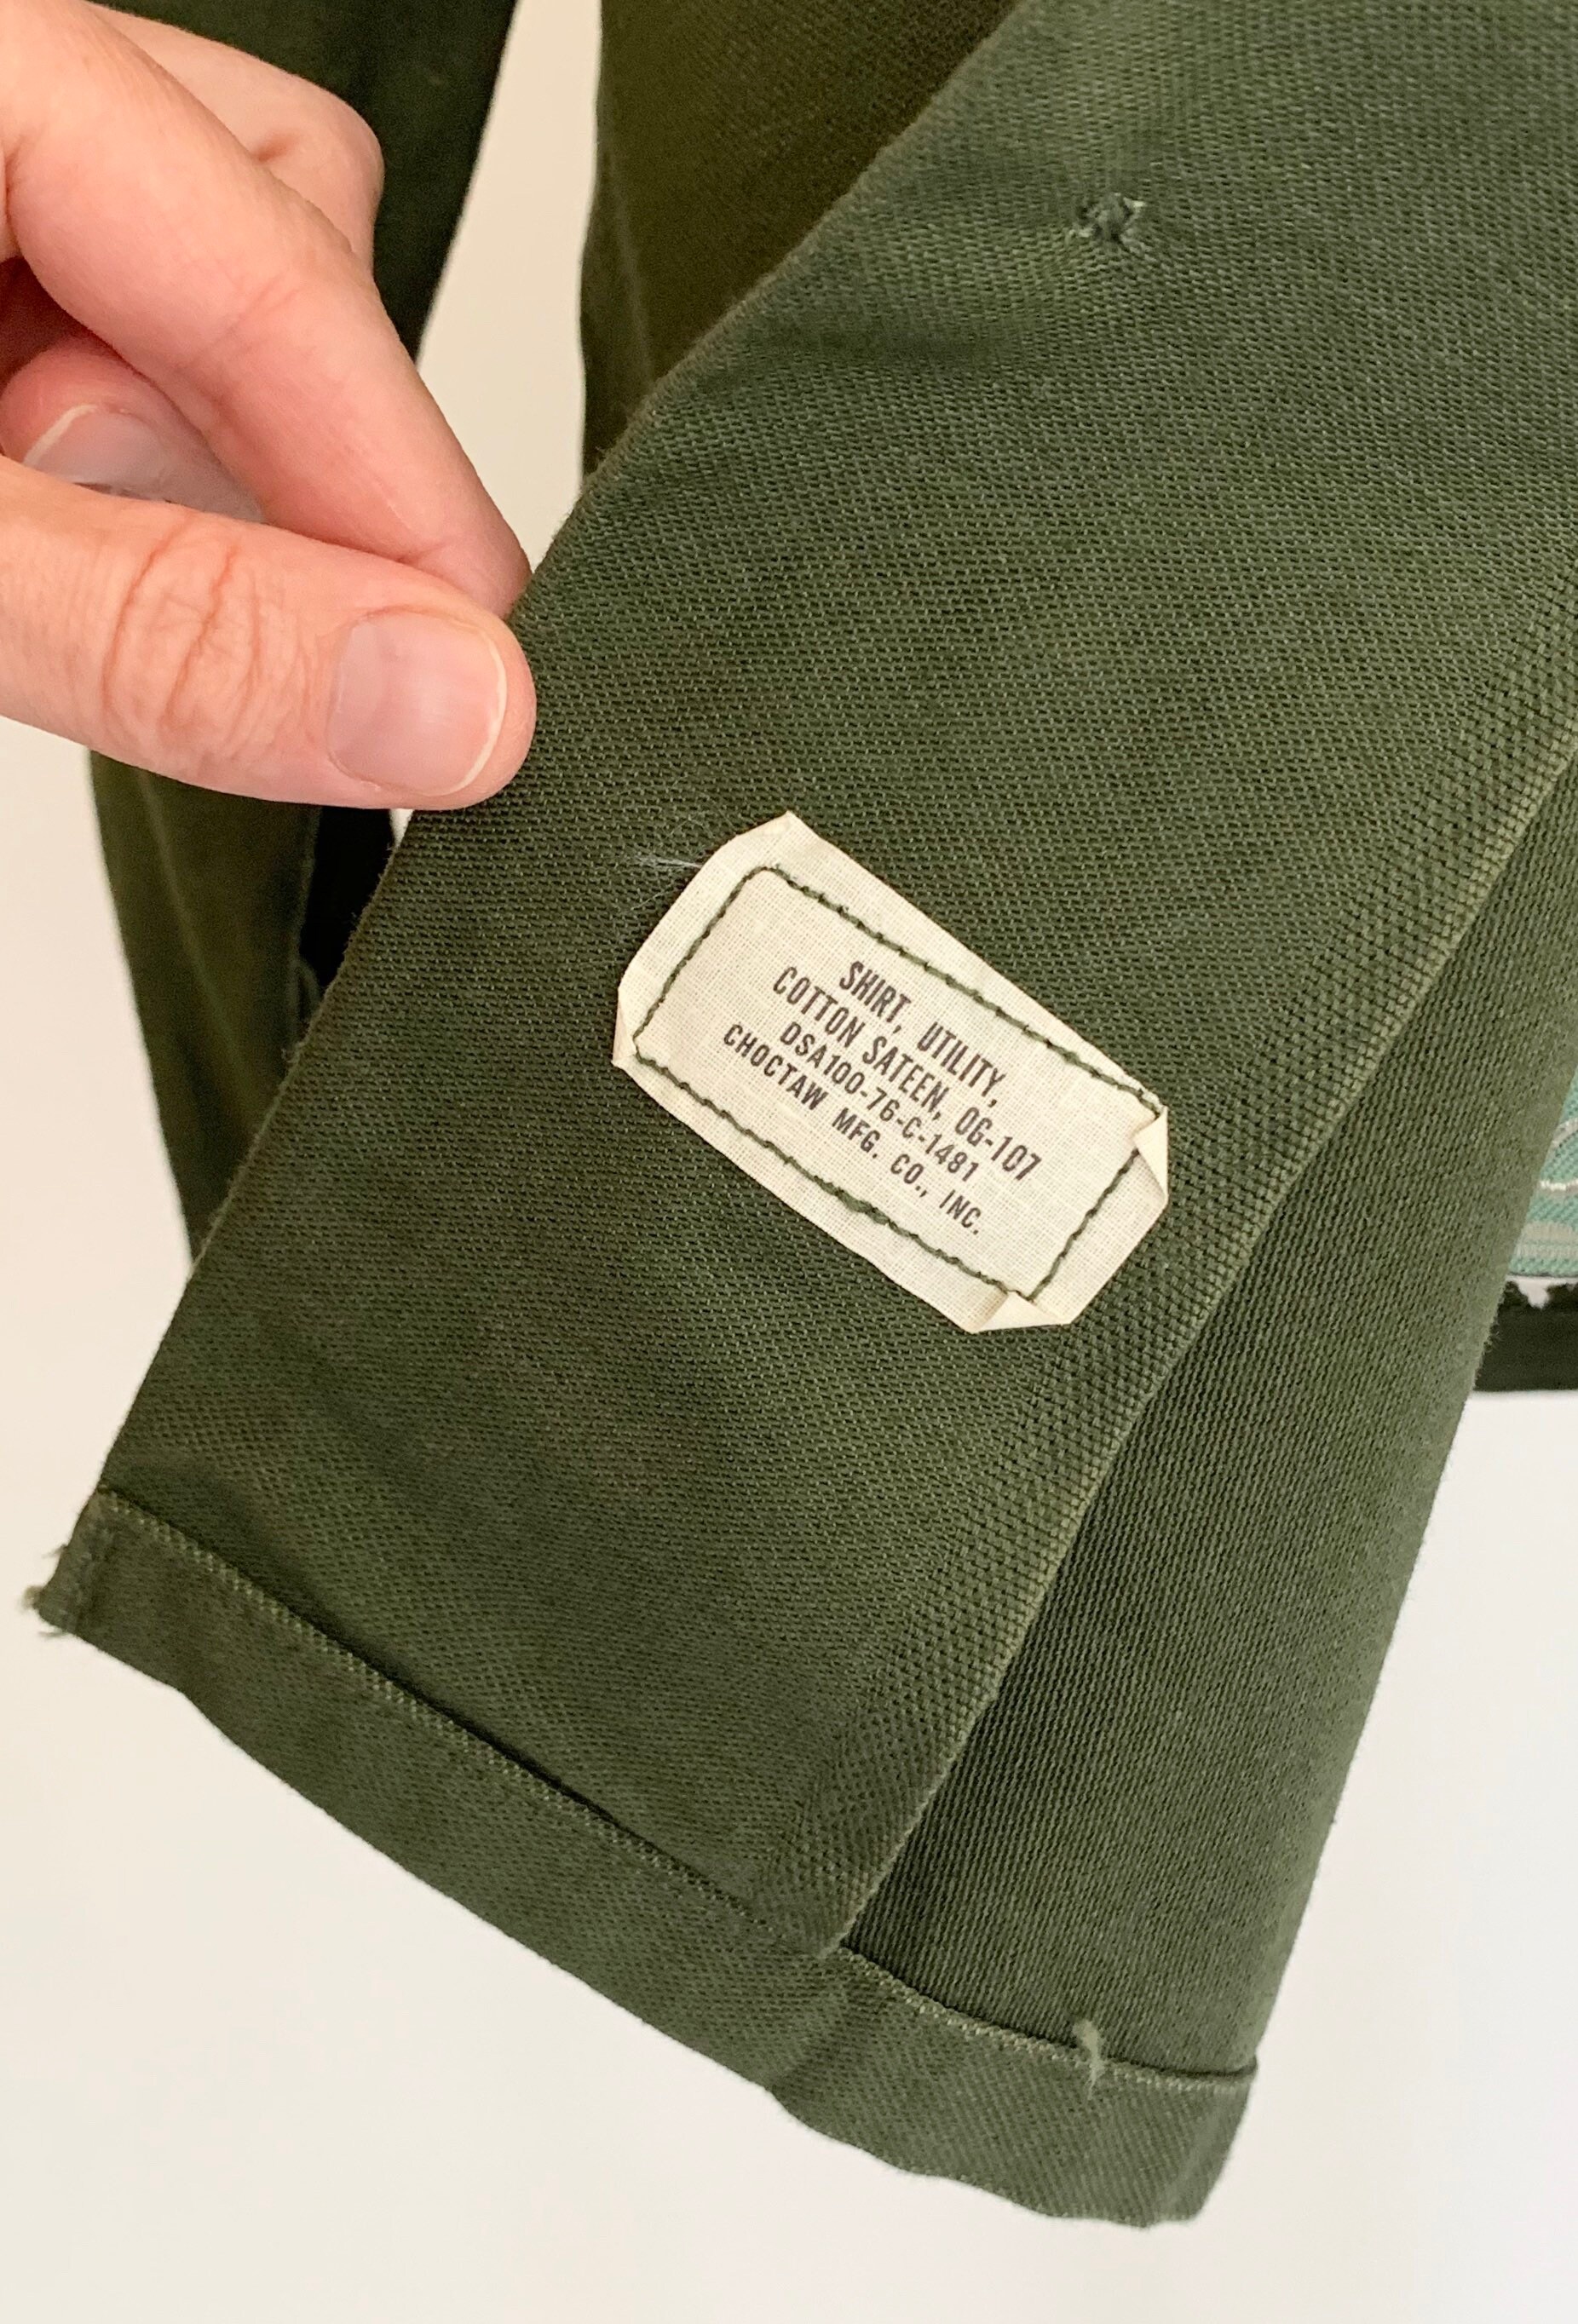 SHIRT, UTILITY,
COTTON SATEEN, OG-107
DSA100-76-C-1481
CHOCTAW MFG. CO., INC.